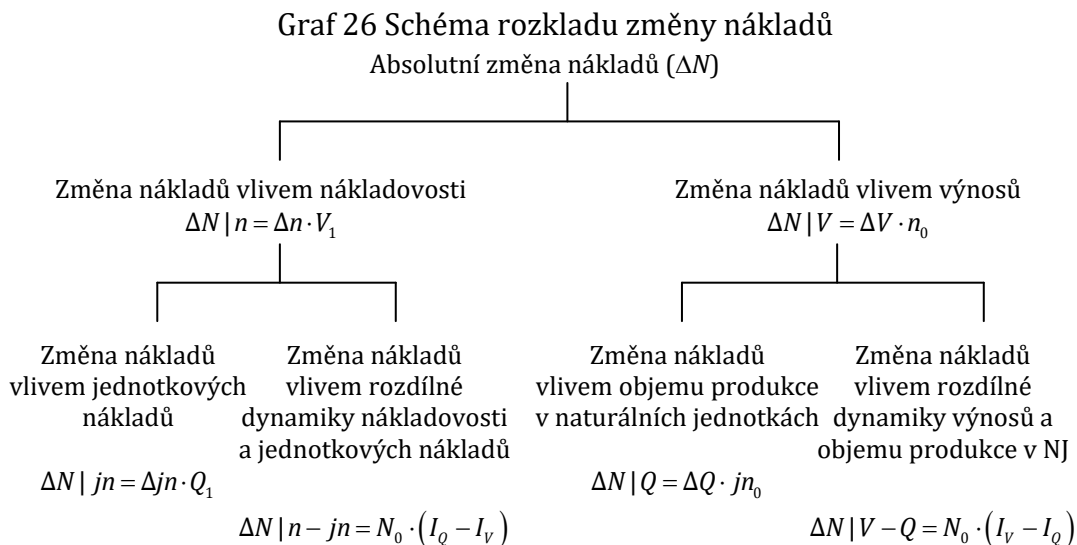 Graf 26 Schéma rozkladu změny nákladů
Absolutní změna nákladů (ΔN)
Změna nákladů vlivem nákladovosti
ΔN | n = Δn · V₁
Změna nákladů vlivem výnosů
ΔN | V = ΔV · n₀
Změna nákladů
vlivem jednotkových
nákladů
ΔN | jn = Δjn · Q₁
Změna nákladů
vlivem rozdílné
dynamiky nákladovosti
a jednotkových nákladů
ΔN | n − jn = N₀ · (I_Q − I_V)
Změna nákladů
vlivem objemu produkce
v naturálních jednotkách
ΔN | Q = ΔQ · jn₀
Změna nákladů
vlivem rozdílné
dynamiky výnosů a
objemu produkce v NJ
ΔN | V − Q = N₀ · (I_V − I_Q)